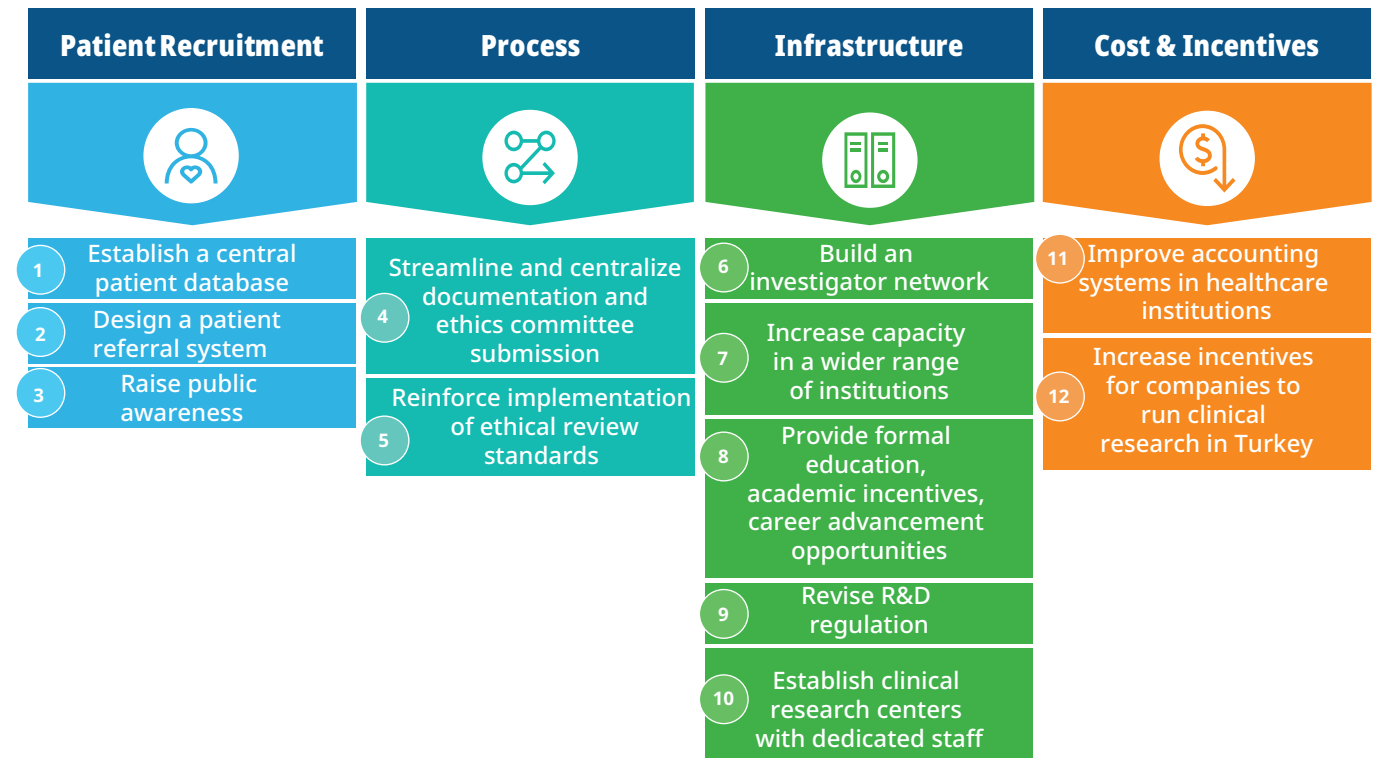 Patient Recruitment
1
Establish a central
patient database
2
Design a patient
referral system
3
Raise public
awareness
Process
4
Streamline and centralize
documentation and
ethics committee
submission
5
Reinforce implementation
of ethical review
standards
Infrastructure
6
Build an
investigator network
7
Increase capacity
in a wider range
of institutions
8
Provide formal
education,
academic incentives,
career advancement
opportunities
9
Revise R&D
regulation
10
Establish clinical
research centers
with dedicated staff
Cost & Incentives
$
11
Improve accounting
systems in healthcare
institutions
12
Increase incentives
for companies to
run clinical
research in Turkey